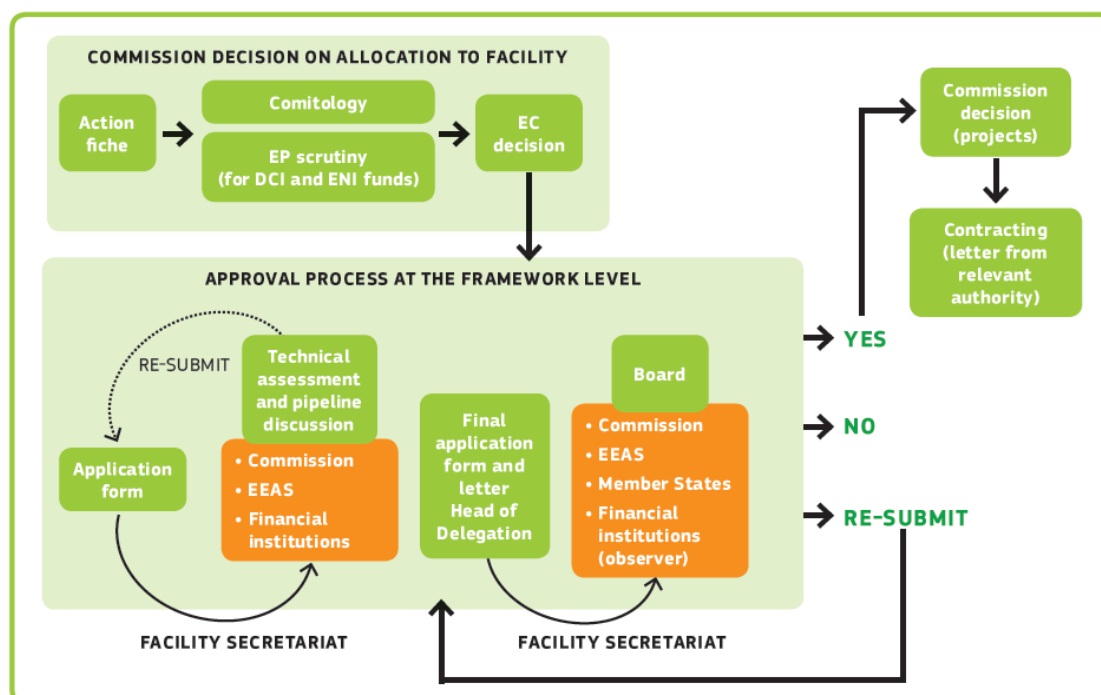 COMMISSION DECISION ON ALLOCATION TO FACILITY
Action
fiche
Comitology
EP scrutiny
(for DCI and ENI funds)
EC
decision
Commission
decision
(projects)
Contracting
(letter from
relevant
authority)
APPROVAL PROCESS AT THE FRAMEWORK LEVEL
RE-SUBMIT
Application
form
Technical
assessment
and pipeline
discussion
• Commission
• EEAS
• Financial
institutions
Final
application
form and
letter
Head of
Delegation
Board
• Commission
• EEAS
• Member States
• Financial
institutions
(observer)
YES
NO
RE-SUBMIT
FACILITY SECRETARIAT
FACILITY SECRETARIAT